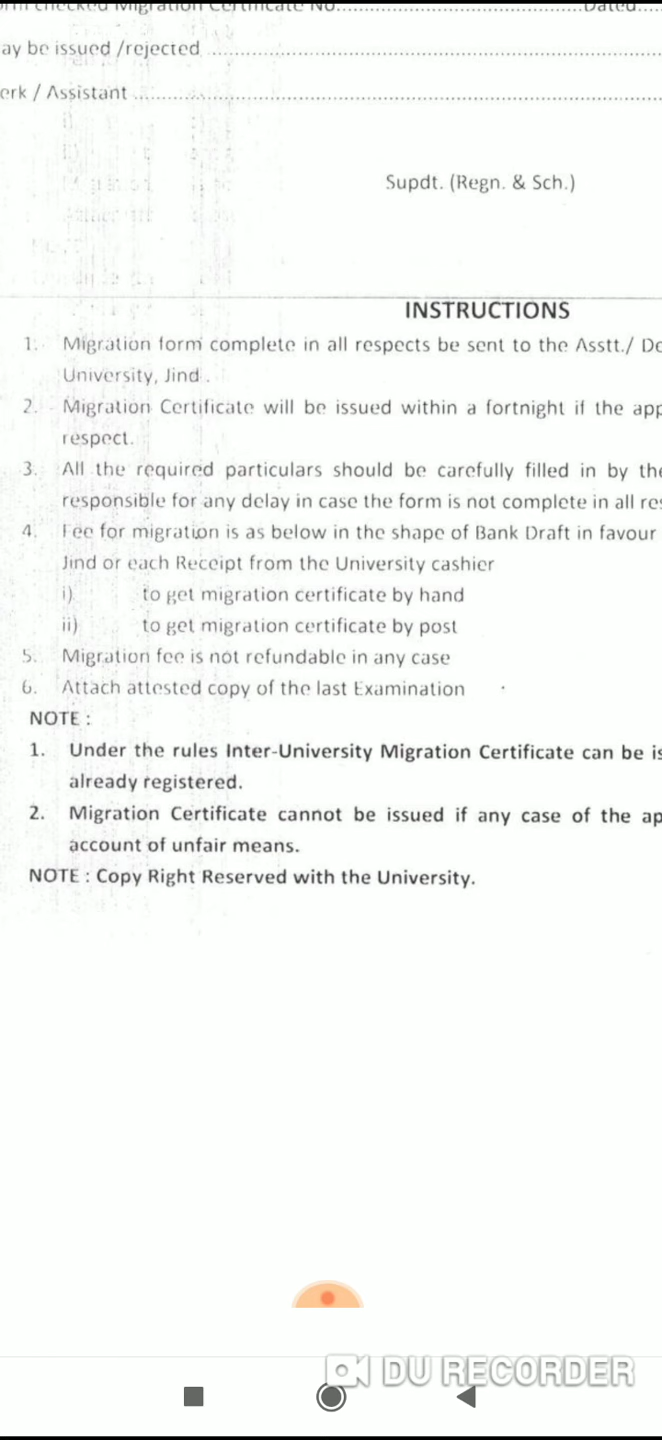 orm checked Migration Certificate No..............................................Dated.....
ay be issued /rejected ................................................................
erk / Assistant ................................................................
Supdt. (Regn. & Sch.)
INSTRUCTIONS
1. Migration form complete in all respects be sent to the Asstt./ De
University, Jind .
2. Migration Certificate will be issued within a fortnight if the app
respect.
3. All the required particulars should be carefully filled in by the
responsible for any delay in case the form is not complete in all res
4. Fee for migration is as below in the shape of Bank Draft in favour
Jind or each Receipt from the University cashier
i) to get migration certificate by hand
ii) to get migration certificate by post
5. Migration fee is not refundable in any case
6. Attach attested copy of the last Examination
NOTE :
1. Under the rules Inter-University Migration Certificate can be is
already registered.
2. Migration Certificate cannot be issued if any case of the ap
account of unfair means.
NOTE : Copy Right Reserved with the University.
DU RECORDER